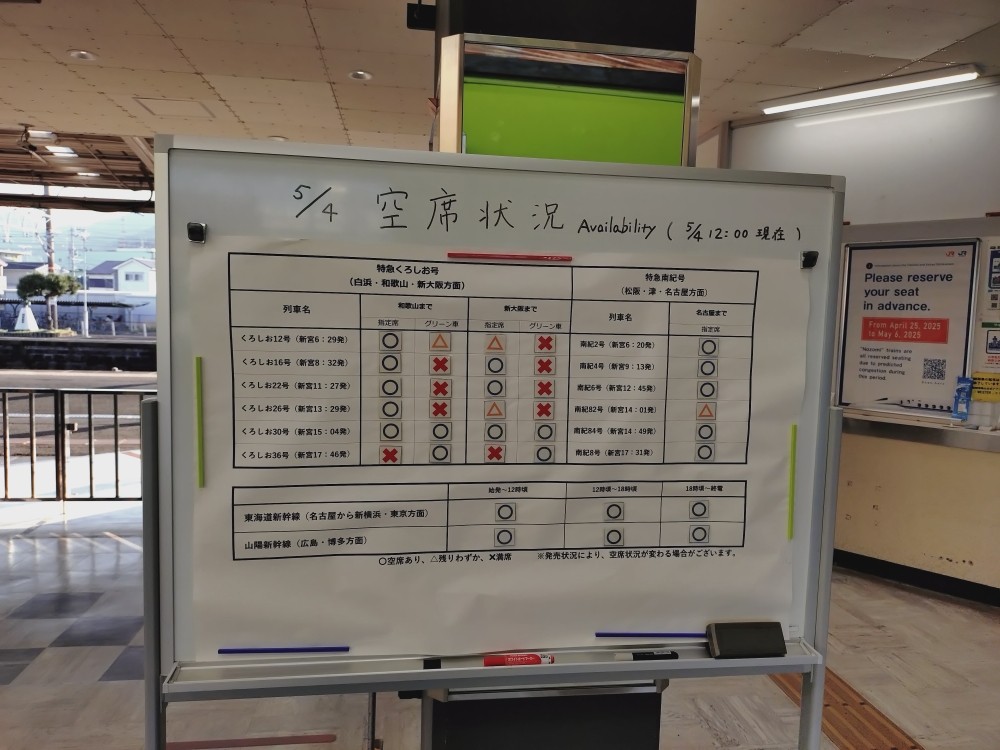 5/4 空席状況 Availability ( 5/4 12:00 現在 )
特急くろしお号
(白浜・和歌山・新大阪方面)
特急南紀号
(松阪・津・名古屋方面)
列車名 和歌山まで 新大阪まで 列車名 名古屋まで
指定席 グリーン車 指定席 グリーン車 指定席
くろしお12号(新宮6:29発) ○ △ △ × 南紀2号(新宮6:20発) ○
くろしお16号(新宮8:32発) ○ × ○ × 南紀4号(新宮9:13発) ○
くろしお22号(新宮11:27発) ○ × ○ × 南紀6号(新宮12:45発) ○
くろしお26号(新宮13:29発) ○ × △ × 南紀82号(新宮14:01発) △
くろしお30号(新宮15:04発) ○ ○ ○ ○ 南紀84号(新宮14:49発) ○
くろしお36号(新宮17:46発) × ○ × ○ 南紀8号(新宮17:31発) ○
始発~12時頃 12時頃~18時頃 18時頃~終電
東海道新幹線(名古屋から新横浜・東京方面) ○ ○ ○
山陽新幹線(広島・博多方面) ○ ○ ○
○空席あり、△残りわずか、×満席 ※発売状況により、空席状況が変わる場合がございます。
Please reserve
your seat
in advance.
From April 25, 2025
to May 6, 2025
"Nozomi" trains are
all reserved seating
due to predicted
congestion during
this period.